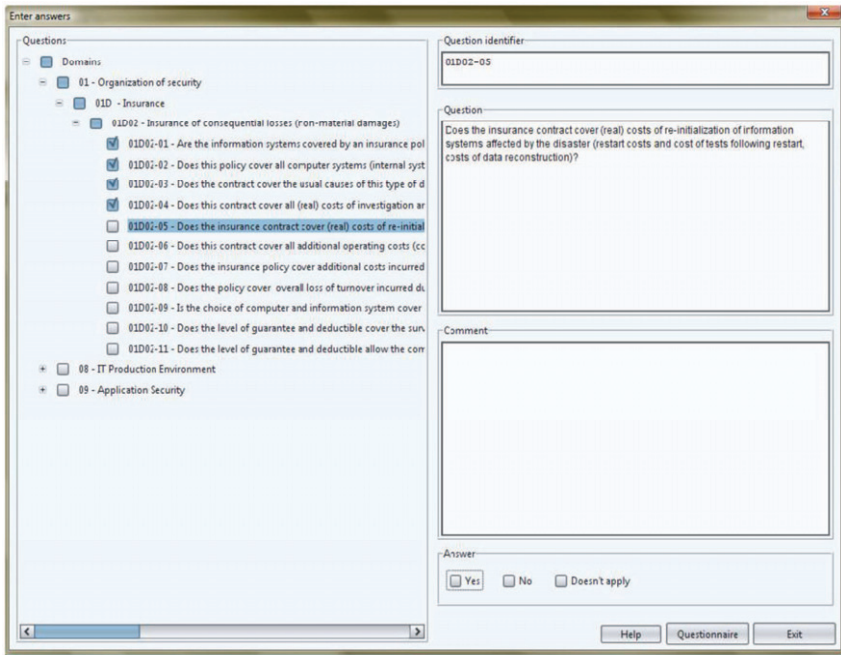 Enter answers
Questions
Domains
01 - Organization of security
01D - Insurance
01D02 - Insurance of consequential losses (non-material damages)
01D02-01 - Are the information systems covered by an insurance pol
01D02-02 - Does this policy cover all computer systems (internal syst
01D02-03 - Does the contract cover the usual causes of this type of d
01D02-04 - Does this contract cover all (real) costs of investigation ar
01D02-05 - Does the insurance contract cover (real) costs of re-initial
01D02-06 - Does this contract cover all additional operating costs (cc
01D02-07 - Does the insurance policy cover additional costs incurred
01D02-08 - Does the policy cover overall loss of turnover incurred du
01D02-09 - Is the choice of computer and information system cover
01D02-10 - Does the level of guarantee and deductible cover the surv
01D02-11 - Does the level of guarantee and deductible allow the com
08 - IT Production Environment
09 - Application Security
Question identifier
01D02-05
Question
Does the insurance contract cover (real) costs of re-initialization of information
systems affected by the disaster (restart costs and cost of tests following restart,
costs of data reconstruction)?
Comment
Answer
Yes No Doesn't apply
Help Questionnaire Exit